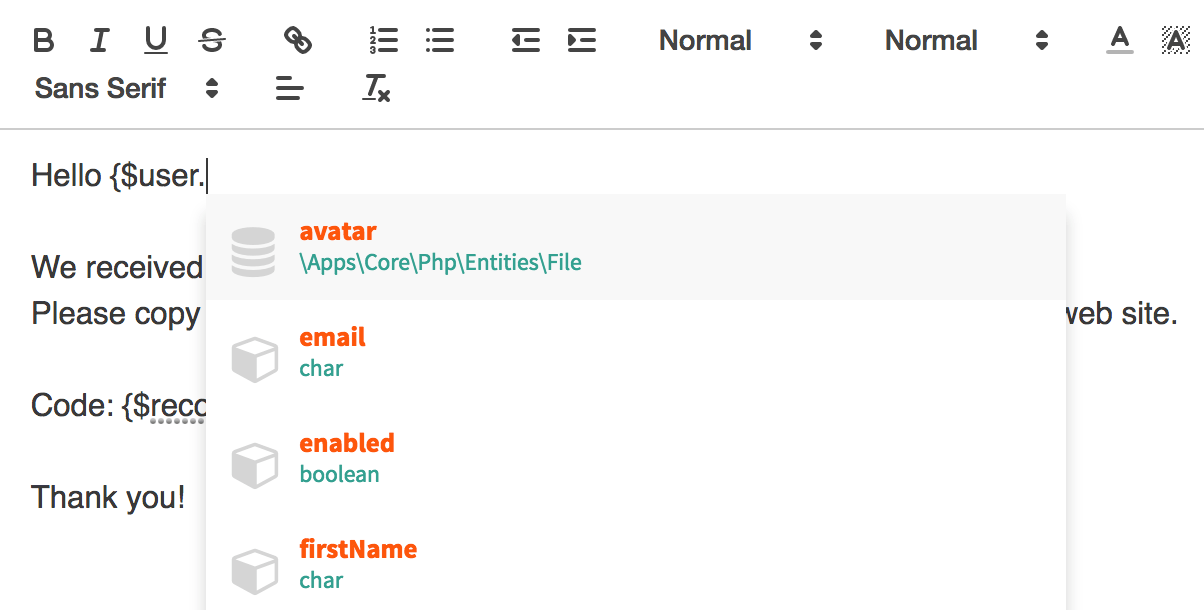 B I U S Normal Normal A A
Sans Serif
Hello {$user.
avatar
\Apps\Core\Php\Entities\File
We received
Please copy web site.
email
char
Code: {$reco
enabled
boolean
Thank you!
firstName
char